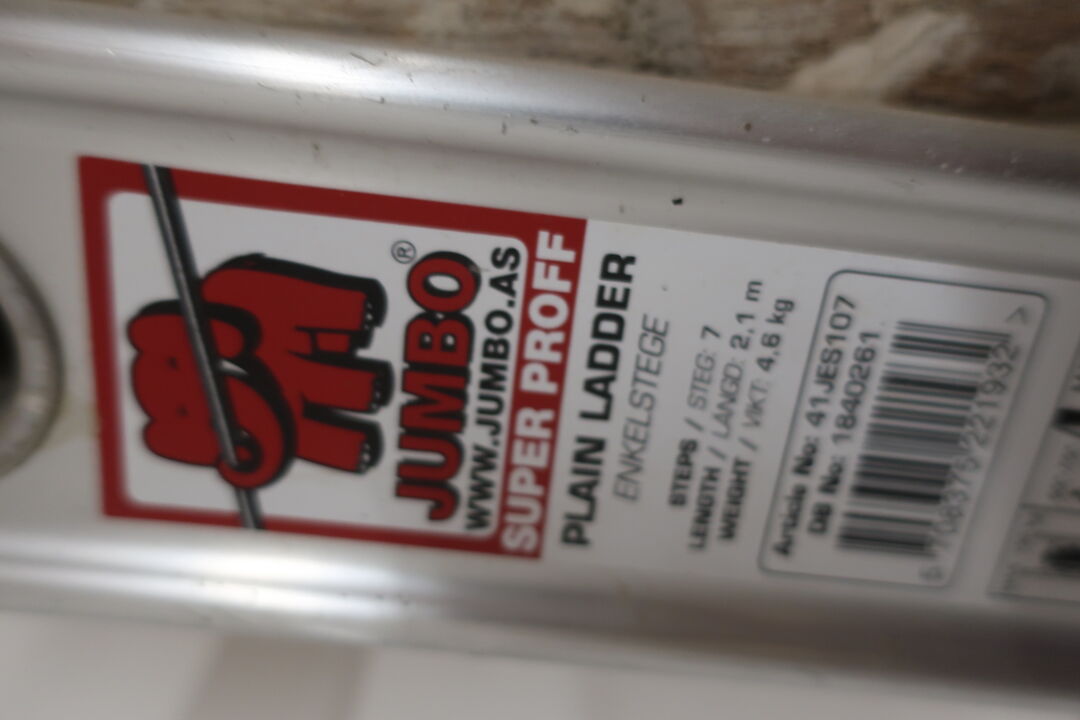 JUMBO®
WWW.JUMBO.AS
SUPER PROFF
PLAIN LADDER
ENKELSTEGE
STEPS / STEG: 7
LENGTH / LÄNGD: 2,1 m
WEIGHT / VIKT: 4,6 kg
Article No: 41JES107
DB No: 1840261